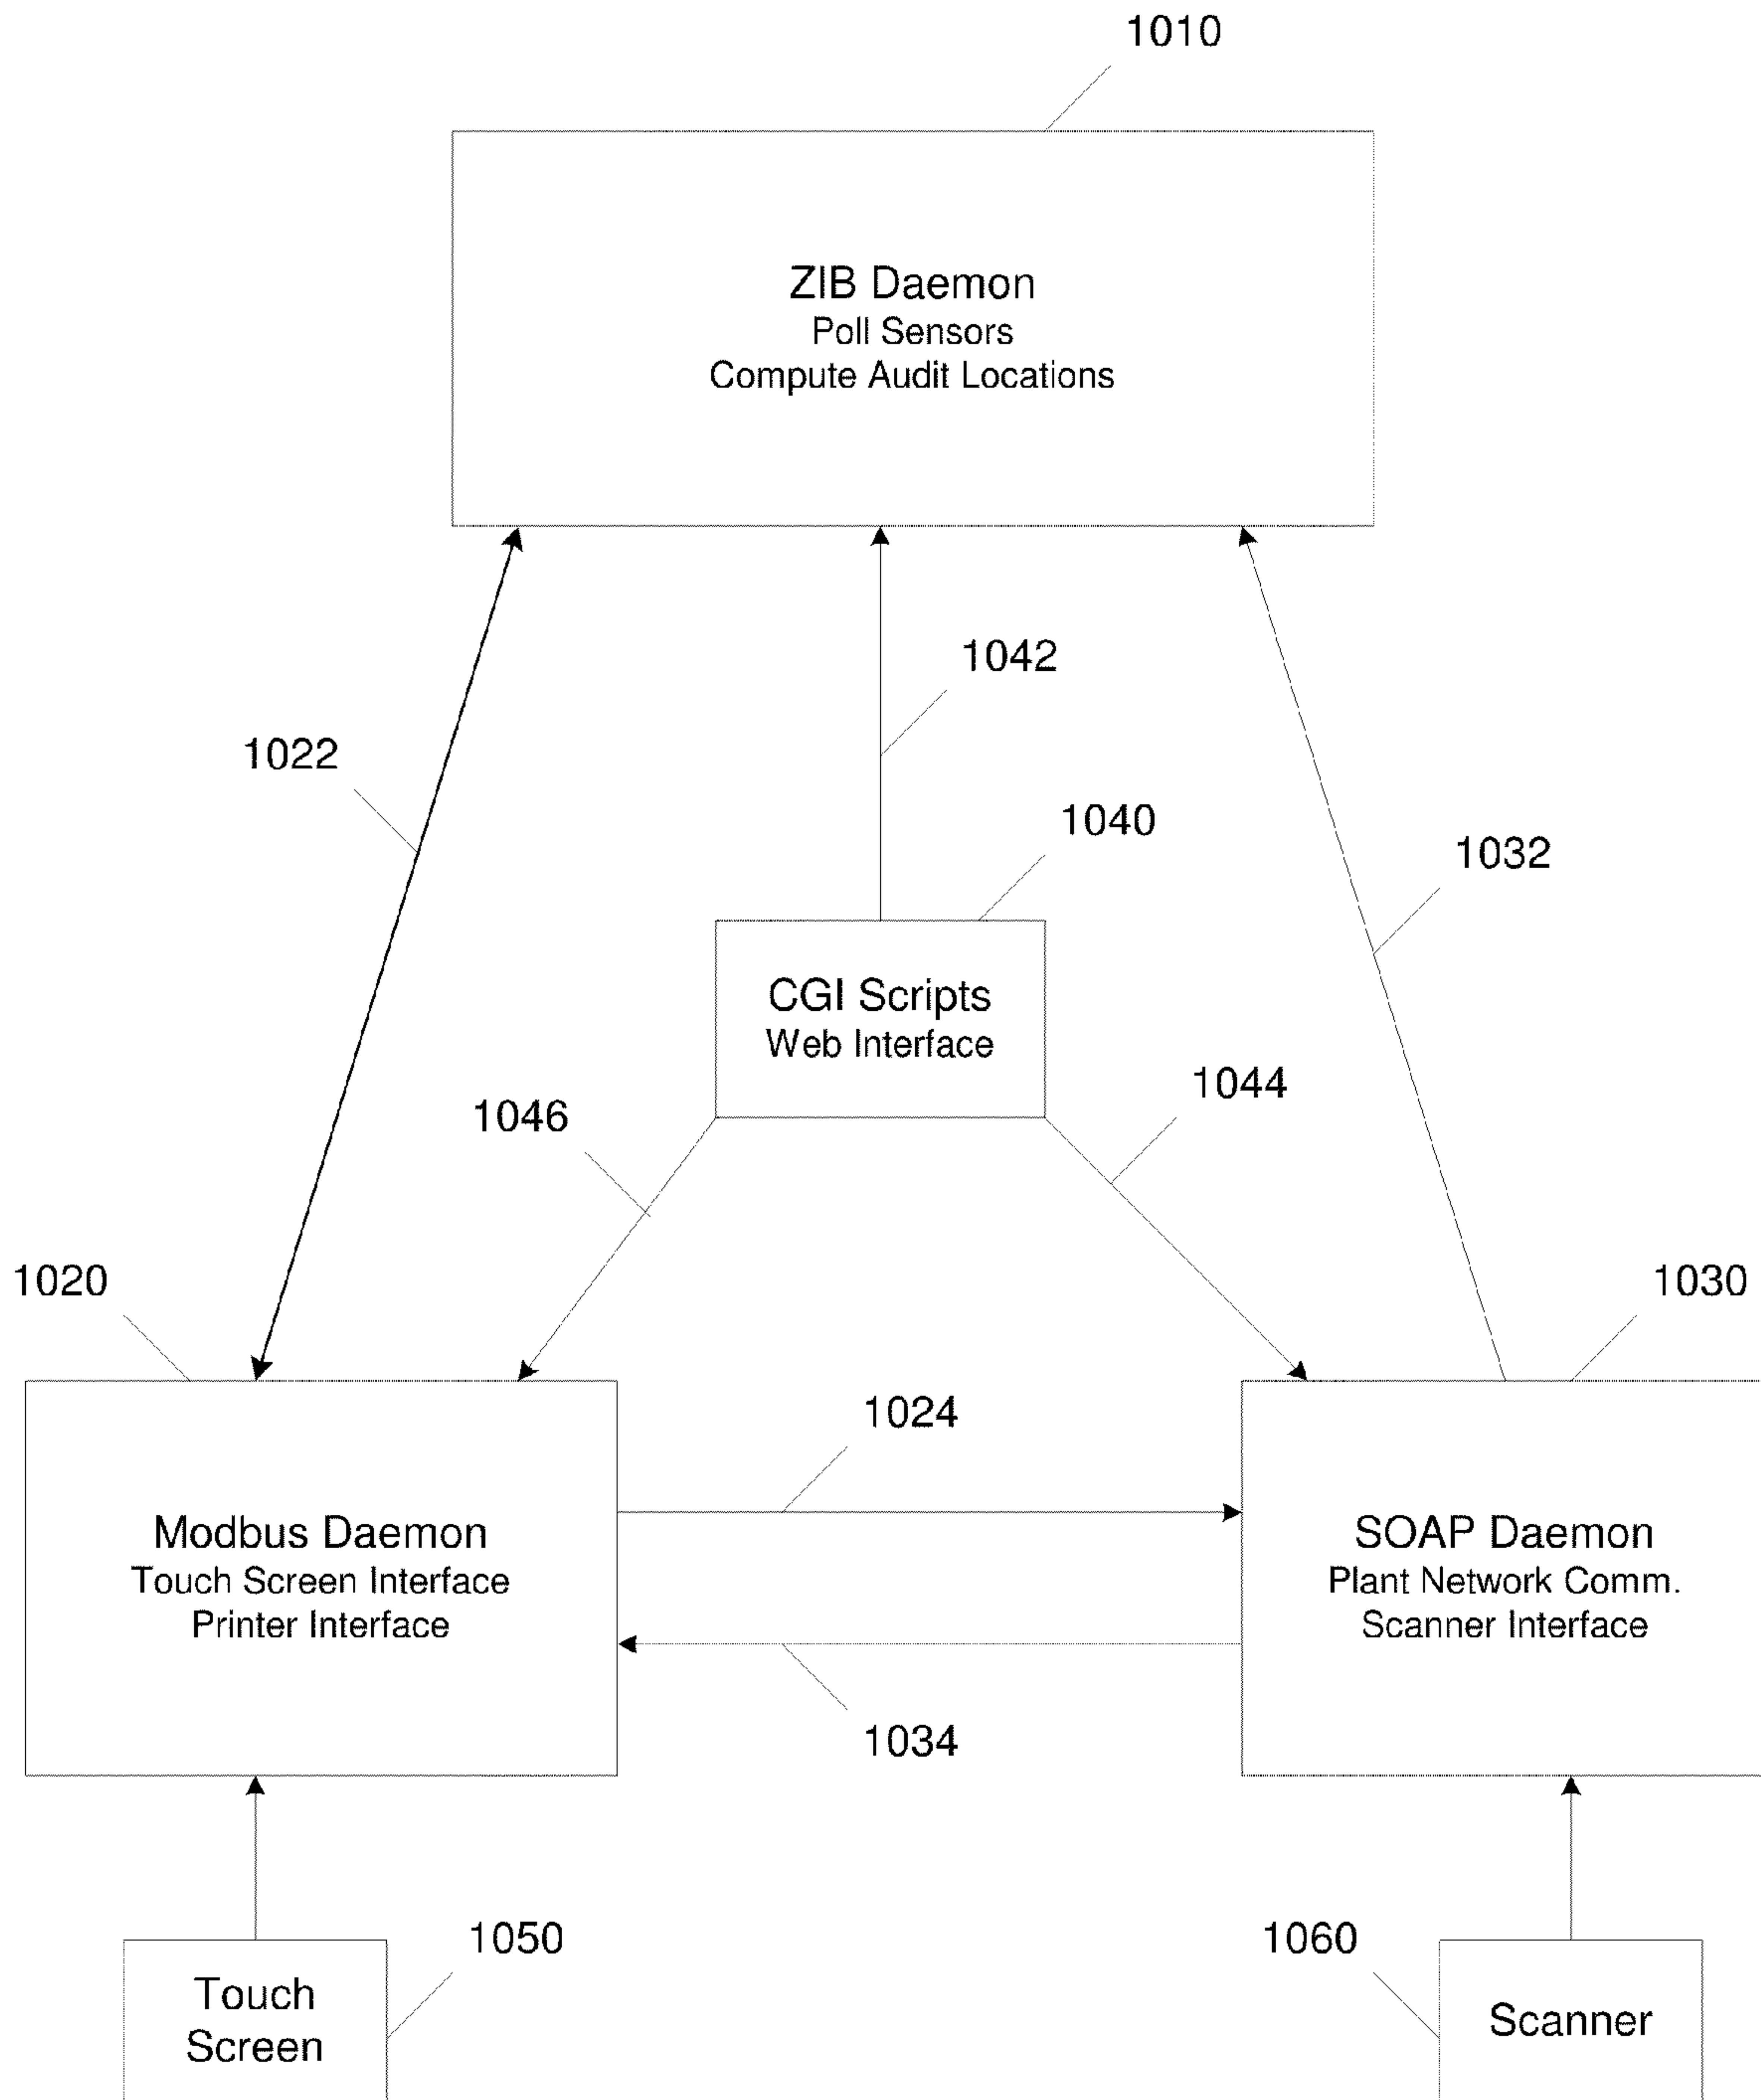 1010
ZIB Daemon
Poll Sensors
Compute Audit Locations
1042
1022
1040
1032
CGI Scripts
Web Interface
1044
1046
1020
1030
1024
Modbus Daemon
Touch Screen Interface
Printer Interface
SOAP Daemon
Plant Network Comm.
Scanner Interface
1034
1050
1060
Touch
Screen
Scanner